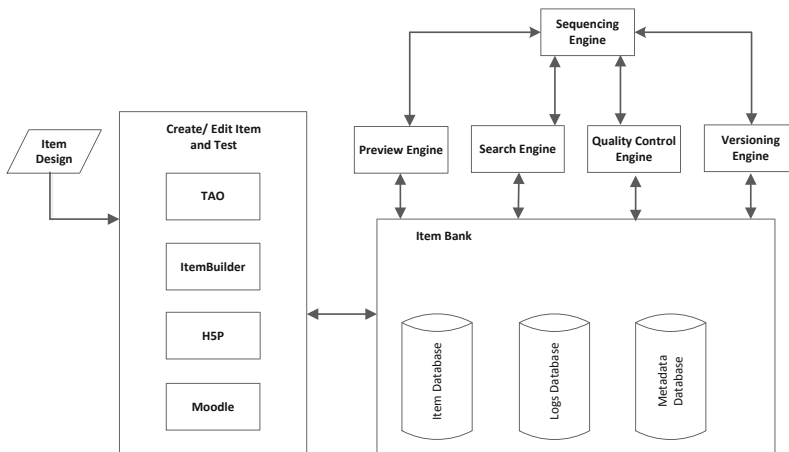 Sequencing
Engine
Item
Design
Create/ Edit Item
and Test
Preview Engine
Search Engine
Quality Control
Engine
Versioning
Engine
TAO
ItemBuilder
H5P
Moodle
Item Bank
Item Database
Logs Database
Metadata
Database